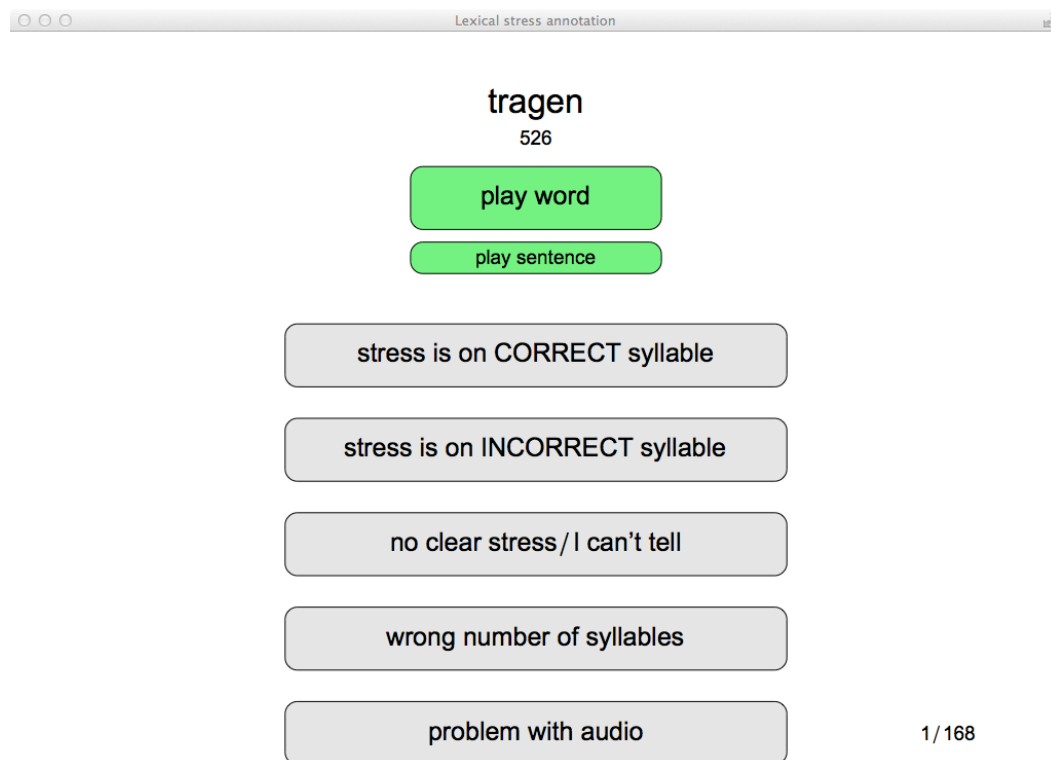 Lexical stress annotation
tragen
526
play word
play sentence
stress is on CORRECT syllable
stress is on INCORRECT syllable
no clear stress/I can't tell
wrong number of syllables
problem with audio
1/168